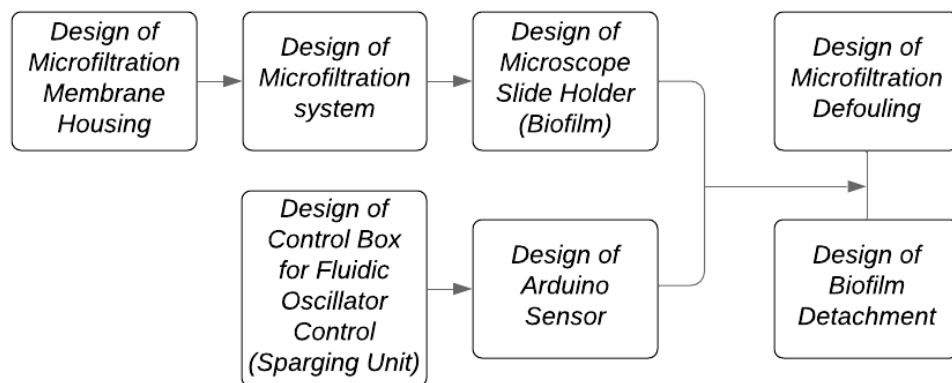 Design of
Microfiltration
Membrane
Housing
Design of
Microfiltration
system
Design of
Microscope
Slide Holder
(Biofilm)
Design of
Microfiltration
Defouling
Design of
Control Box
for Fluidic
Oscillator
Control
(Sparging Unit)
Design of
Arduino
Sensor
Design of
Biofilm
Detachment